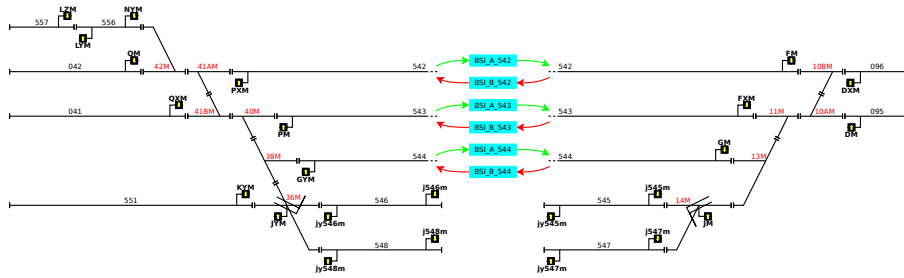 LZM NYM
557 556
LYM
QM FM
042 42M 41AM 542 BSI_A_542 542 10BM 096
PXM BSI_B_542 DXM
QXM BSI_A_543 FXM
041 41BM 40M 543 543 11M 10AM 095
PM BSI_B_543 DM
GM
38M 544 BSI_A_544 544 13M
GYM BSI_B_544
KYM j546m j545m
551 36M 546 545 14M
JYM jy546m jy545m JM
j548m j547m
548 547
jy548m jy547m